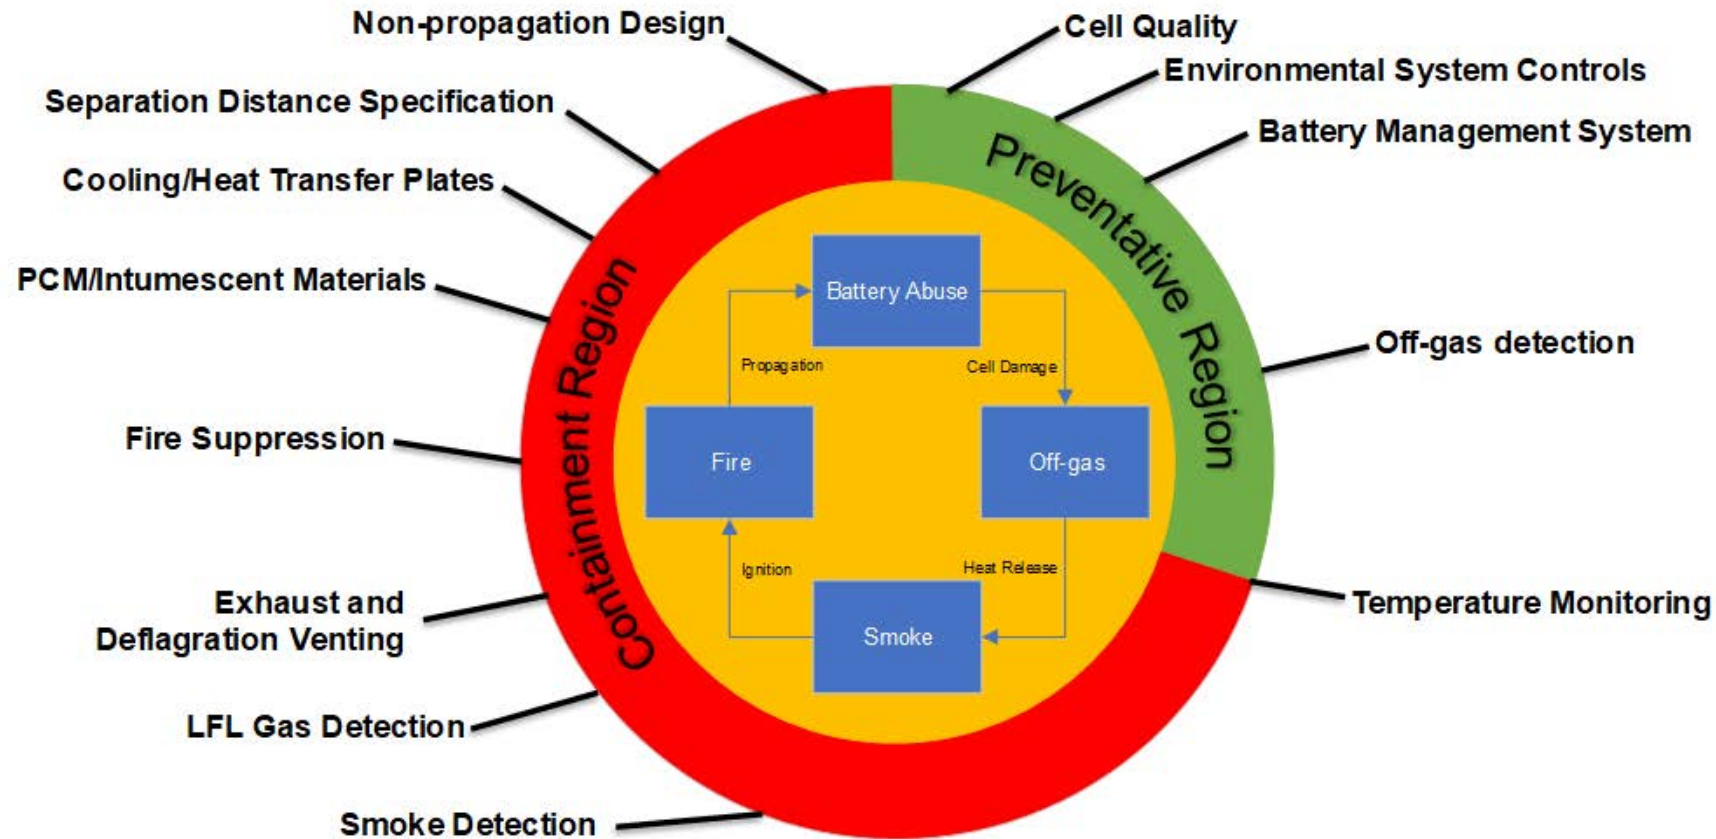 Non-propagation Design
Cell Quality
Environmental System Controls
Separation Distance Specification
Battery Management System
Cooling/Heat Transfer Plates
PCM/Intumescent Materials
Preventative Region
Containment Region
Battery Abuse
Off-gas detection
Propagation
Cell Damage
Fire Suppression
Fire
Off-gas
Ignition
Heat Release
Exhaust and
Deflagration Venting
Temperature Monitoring
Smoke
LFL Gas Detection
Smoke Detection